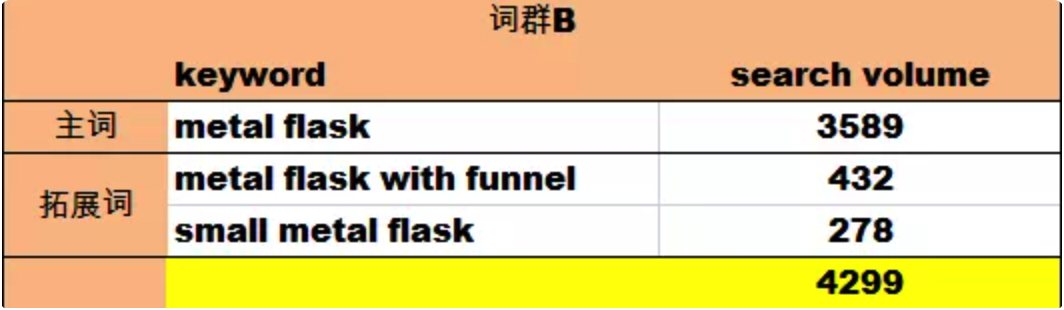 词群B
keyword search volume
主词 metal flask 3589
拓展词 metal flask with funnel 432
small metal flask 278
4299